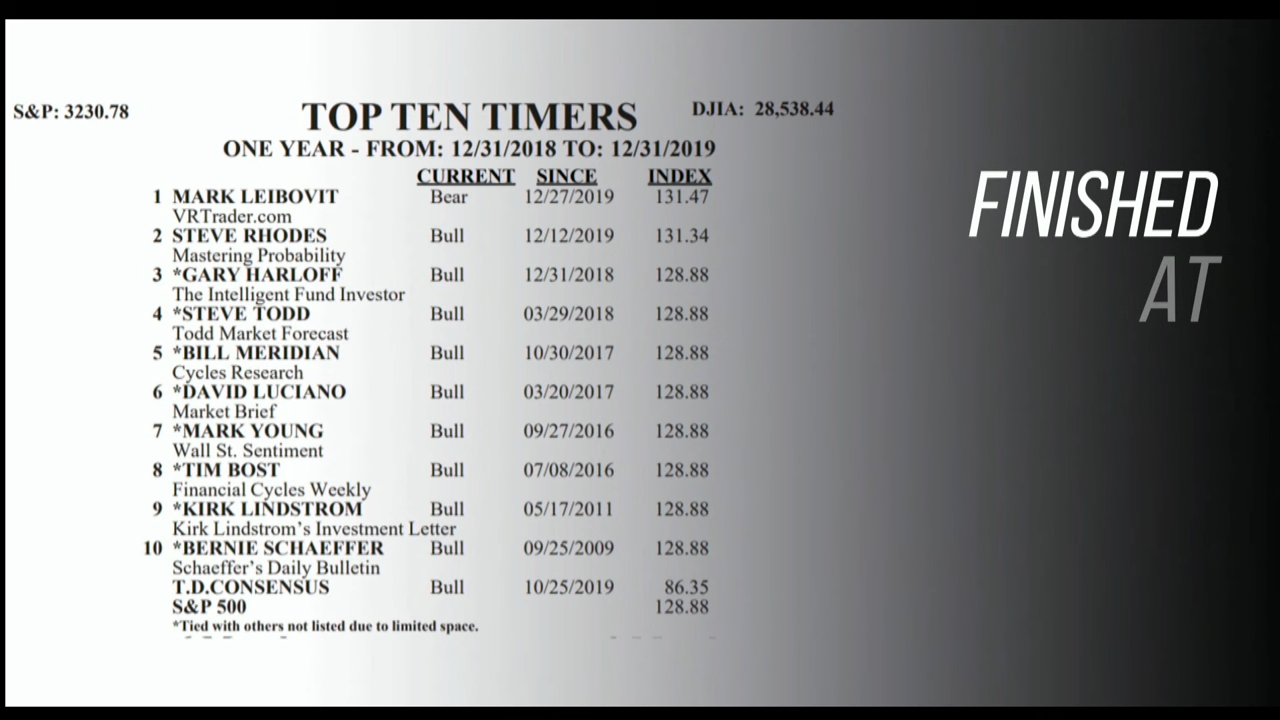 S&P: 3230.78
TOP TEN TIMERS
DJIA: 28,538.44
ONE YEAR - FROM: 12/31/2018 TO: 12/31/2019
CURRENT SINCE INDEX
1 MARK LEIBOVIT Bear 12/27/2019 131.47
VRTrader.com
2 STEVE RHODES Bull 12/12/2019 131.34
Mastering Probability
3 *GARY HARLOFF Bull 12/31/2018 128.88
The Intelligent Fund Investor
4 *STEVE TODD Bull 03/29/2018 128.88
Todd Market Forecast
5 *BILL MERIDIAN Bull 10/30/2017 128.88
Cycles Research
6 *DAVID LUCIANO Bull 03/20/2017 128.88
Market Brief
7 *MARK YOUNG Bull 09/27/2016 128.88
Wall St. Sentiment
8 *TIM BOST Bull 07/08/2016 128.88
Financial Cycles Weekly
9 *KIRK LINDSTROM Bull 05/17/2011 128.88
Kirk Lindstrom's Investment Letter
10 *BERNIE SCHAEFFER Bull 09/25/2009 128.88
Schaeffer's Daily Bulletin
T.D.CONSENSUS Bull 10/25/2019 86.35
S&P 500 128.88
*Tied with others not listed due to limited space.
FINISHED
AT